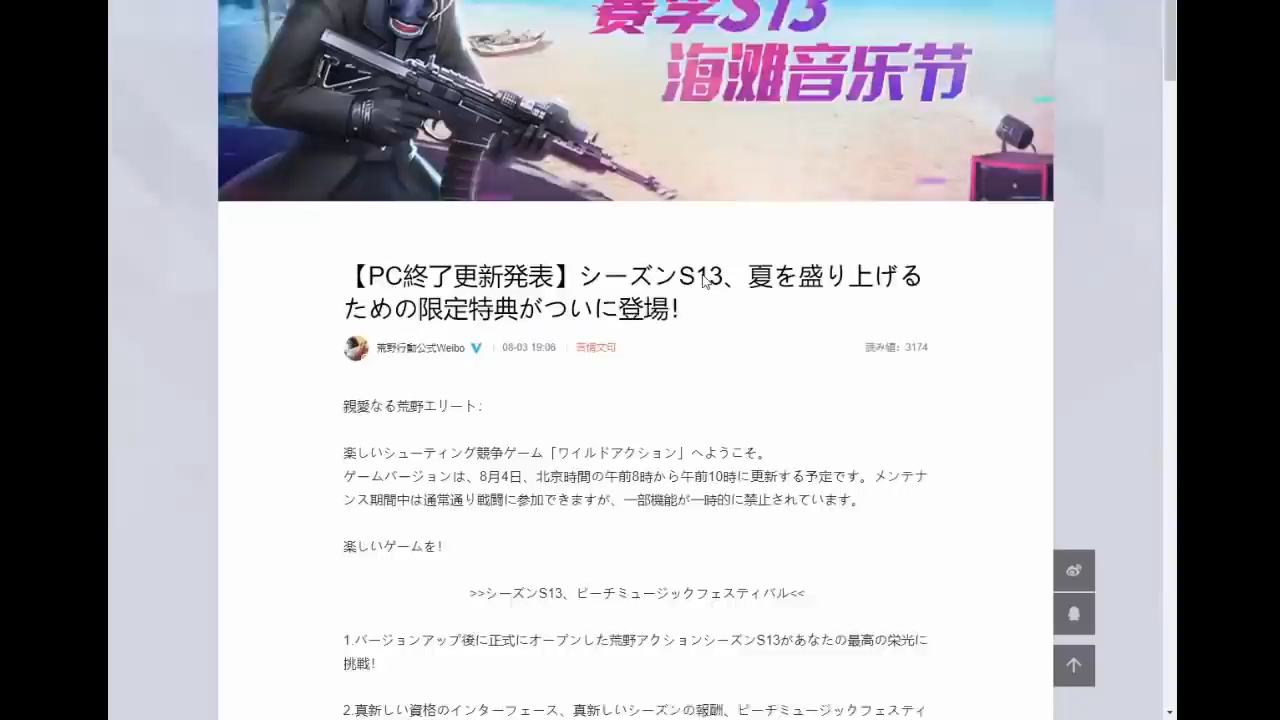 赛季S13
海滩音乐节
【PC終了更新発表】シーズンS13、夏を盛り上げる
ための限定特典がついに登場！
荒野行動公式Weibo
08-03 19:06
言情文句
読み値：3174
親愛なる荒野エリート：
楽しいシューティング競争ゲーム「ワイルドアクション」へようこそ。
ゲームバージョンは、8月4日、北京時間の午前8時から午前10時に更新する予定です。メンテナ
ンス期間中は通常通り戦闘に参加できますが、一部機能が一時的に禁止されています。
楽しいゲームを！
>>シーズンS13、ビーチミュージックフェスティバル<<
1.バージョンアップ後に正式にオープンした荒野アクションシーズンS13があなたの最高の栄光に
挑戦！
2.真新しい資格のインターフェース、真新しいシーズンの報酬、ビーチミュージックフェスティ